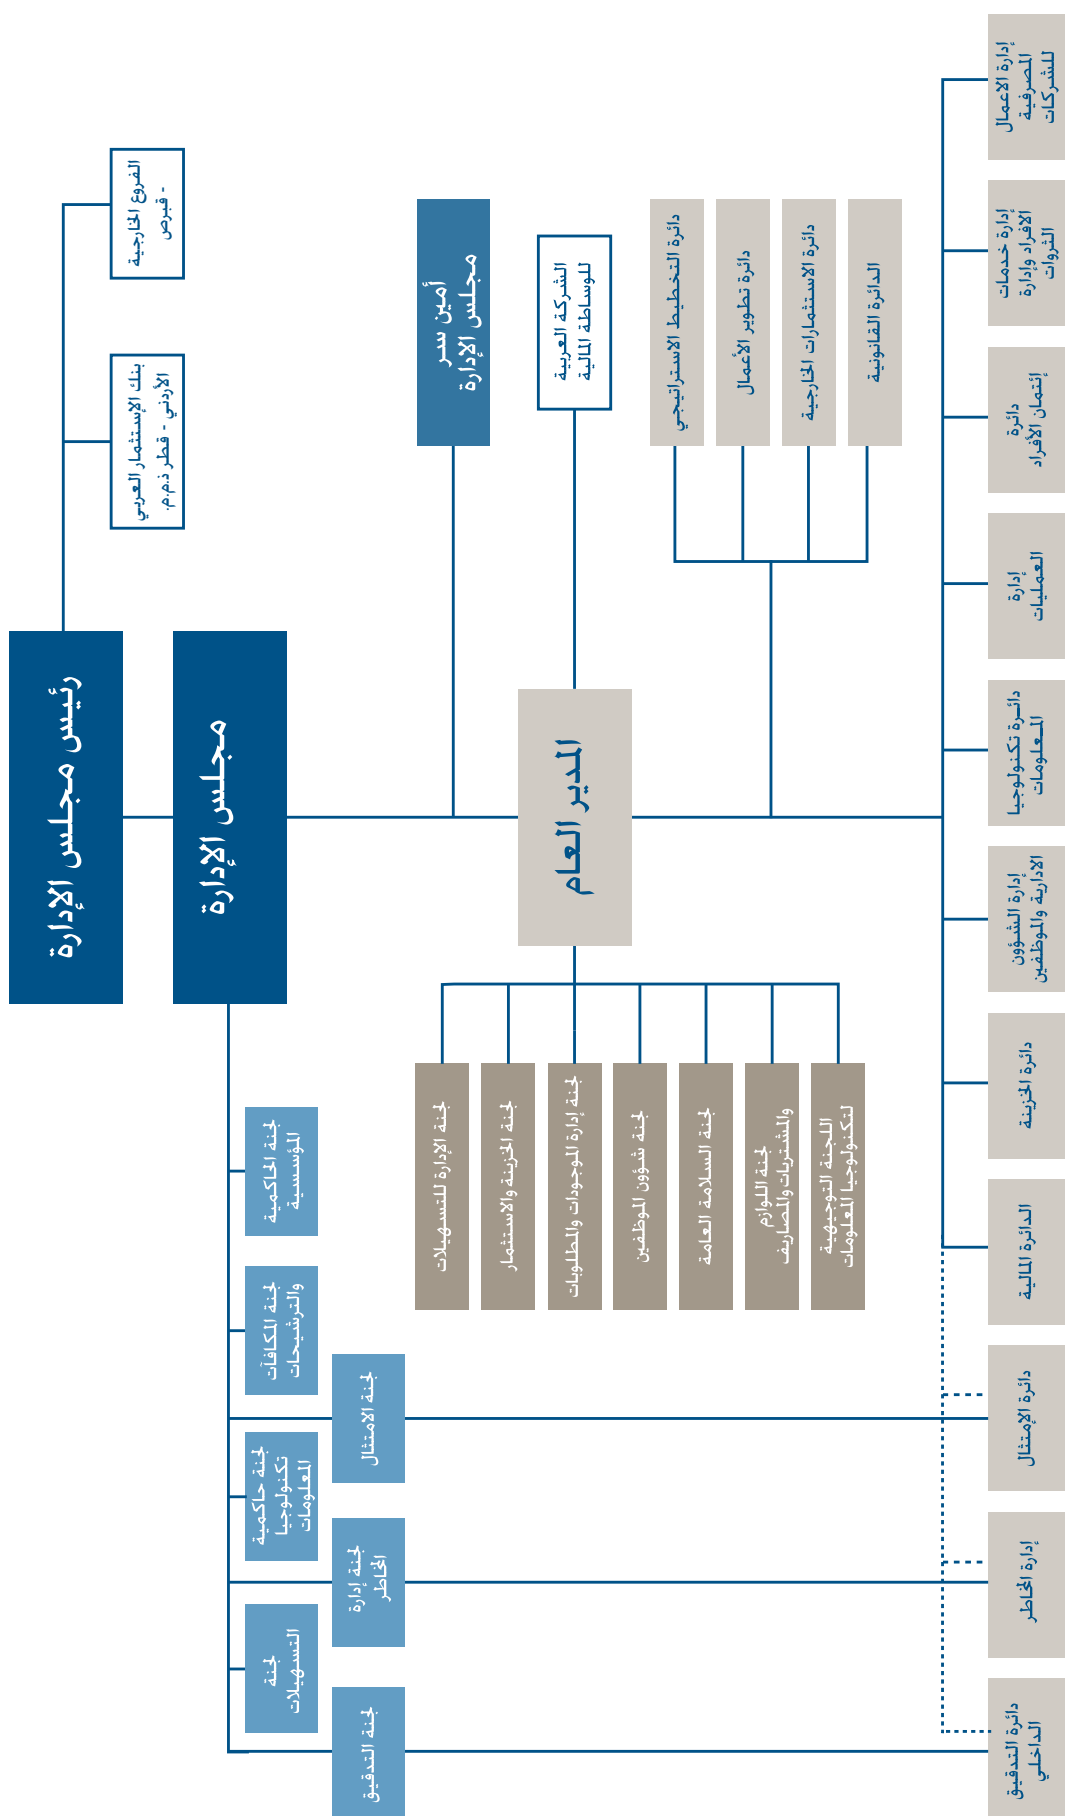 رئيس مجلس الإدارة
الفروع الخارجية
- قبرص
بنك الإستثمار العربي
الأردني - قطر ذ.م.م.
مجلس الإدارة
أمين سر
مجلس الإدارة
الشركة العربية
للوساطة المالية
المدير العام
دائرة التخطيط الاستراتيجي
دائرة تطوير الأعمال
دائرة الاستثمارات الخارجية
الدائرة القانونية
لجنة الحاكمية
المؤسسية
لجنة المكافآت
والترشيحات
لجنة حاكمية
تكنولوجيا
المعلومات
لجنة
التسهيلات
لجنة الامتثال
لجنة إدارة
المخاطر
لجنة التدقيق
لجنة الإدارة للتسهيلات
لجنة الخزينة والاستثمار
لجنة إدارة الموجودات والمطلوبات
لجنة شؤون الموظفين
لجنة السلامة العامة
لجنة اللوازم
والمشتريات والمصاريف
اللجنة التوجيهية
لتكنولوجيا المعلومات
إدارة الاعمال
المصرفية
للشركات
إدارة خدمات
الافراد وإدارة
الثروات
دائرة
إئتمان الأفراد
إدارة
العمليات
دائرة تكنولوجيا
المعلومات
إدارة الشؤون
الادارية والموظفين
دائرة الخزينة
الدائرة المالية
دائرة الإمتثال
إدارة المخاطر
دائرة التدقيق
الداخلي